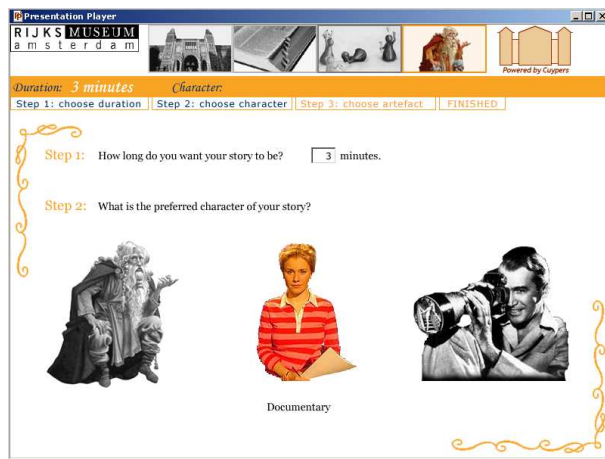 Presentation Player
RIJKS MUSEUM
amsterdam
Powered by Cuypers
Duration: 3 minutes Character:
Step 1: choose duration Step 2: choose character Step 3: choose artefact FINISHED
Step 1: How long do you want your story to be? 3 minutes.
Step 2: What is the preferred character of your story?
Documentary